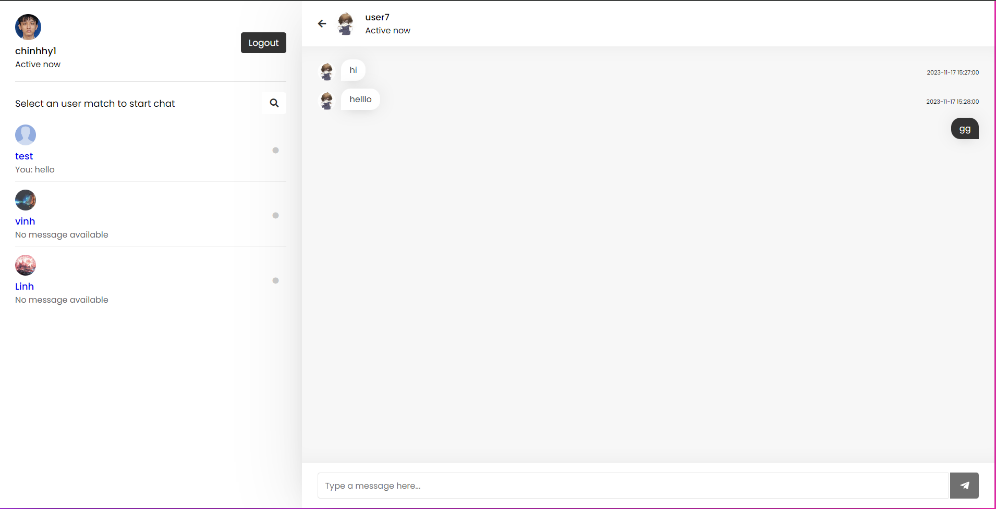 chinhhy1
Active now
Logout
Select an user match to start chat
test
You: hello
vinh
No message available
Linh
No message available
user7
Active now
hi
2023-11-17 15:27:00
helllo
2023-11-17 15:28:00
gg
Type a message here...